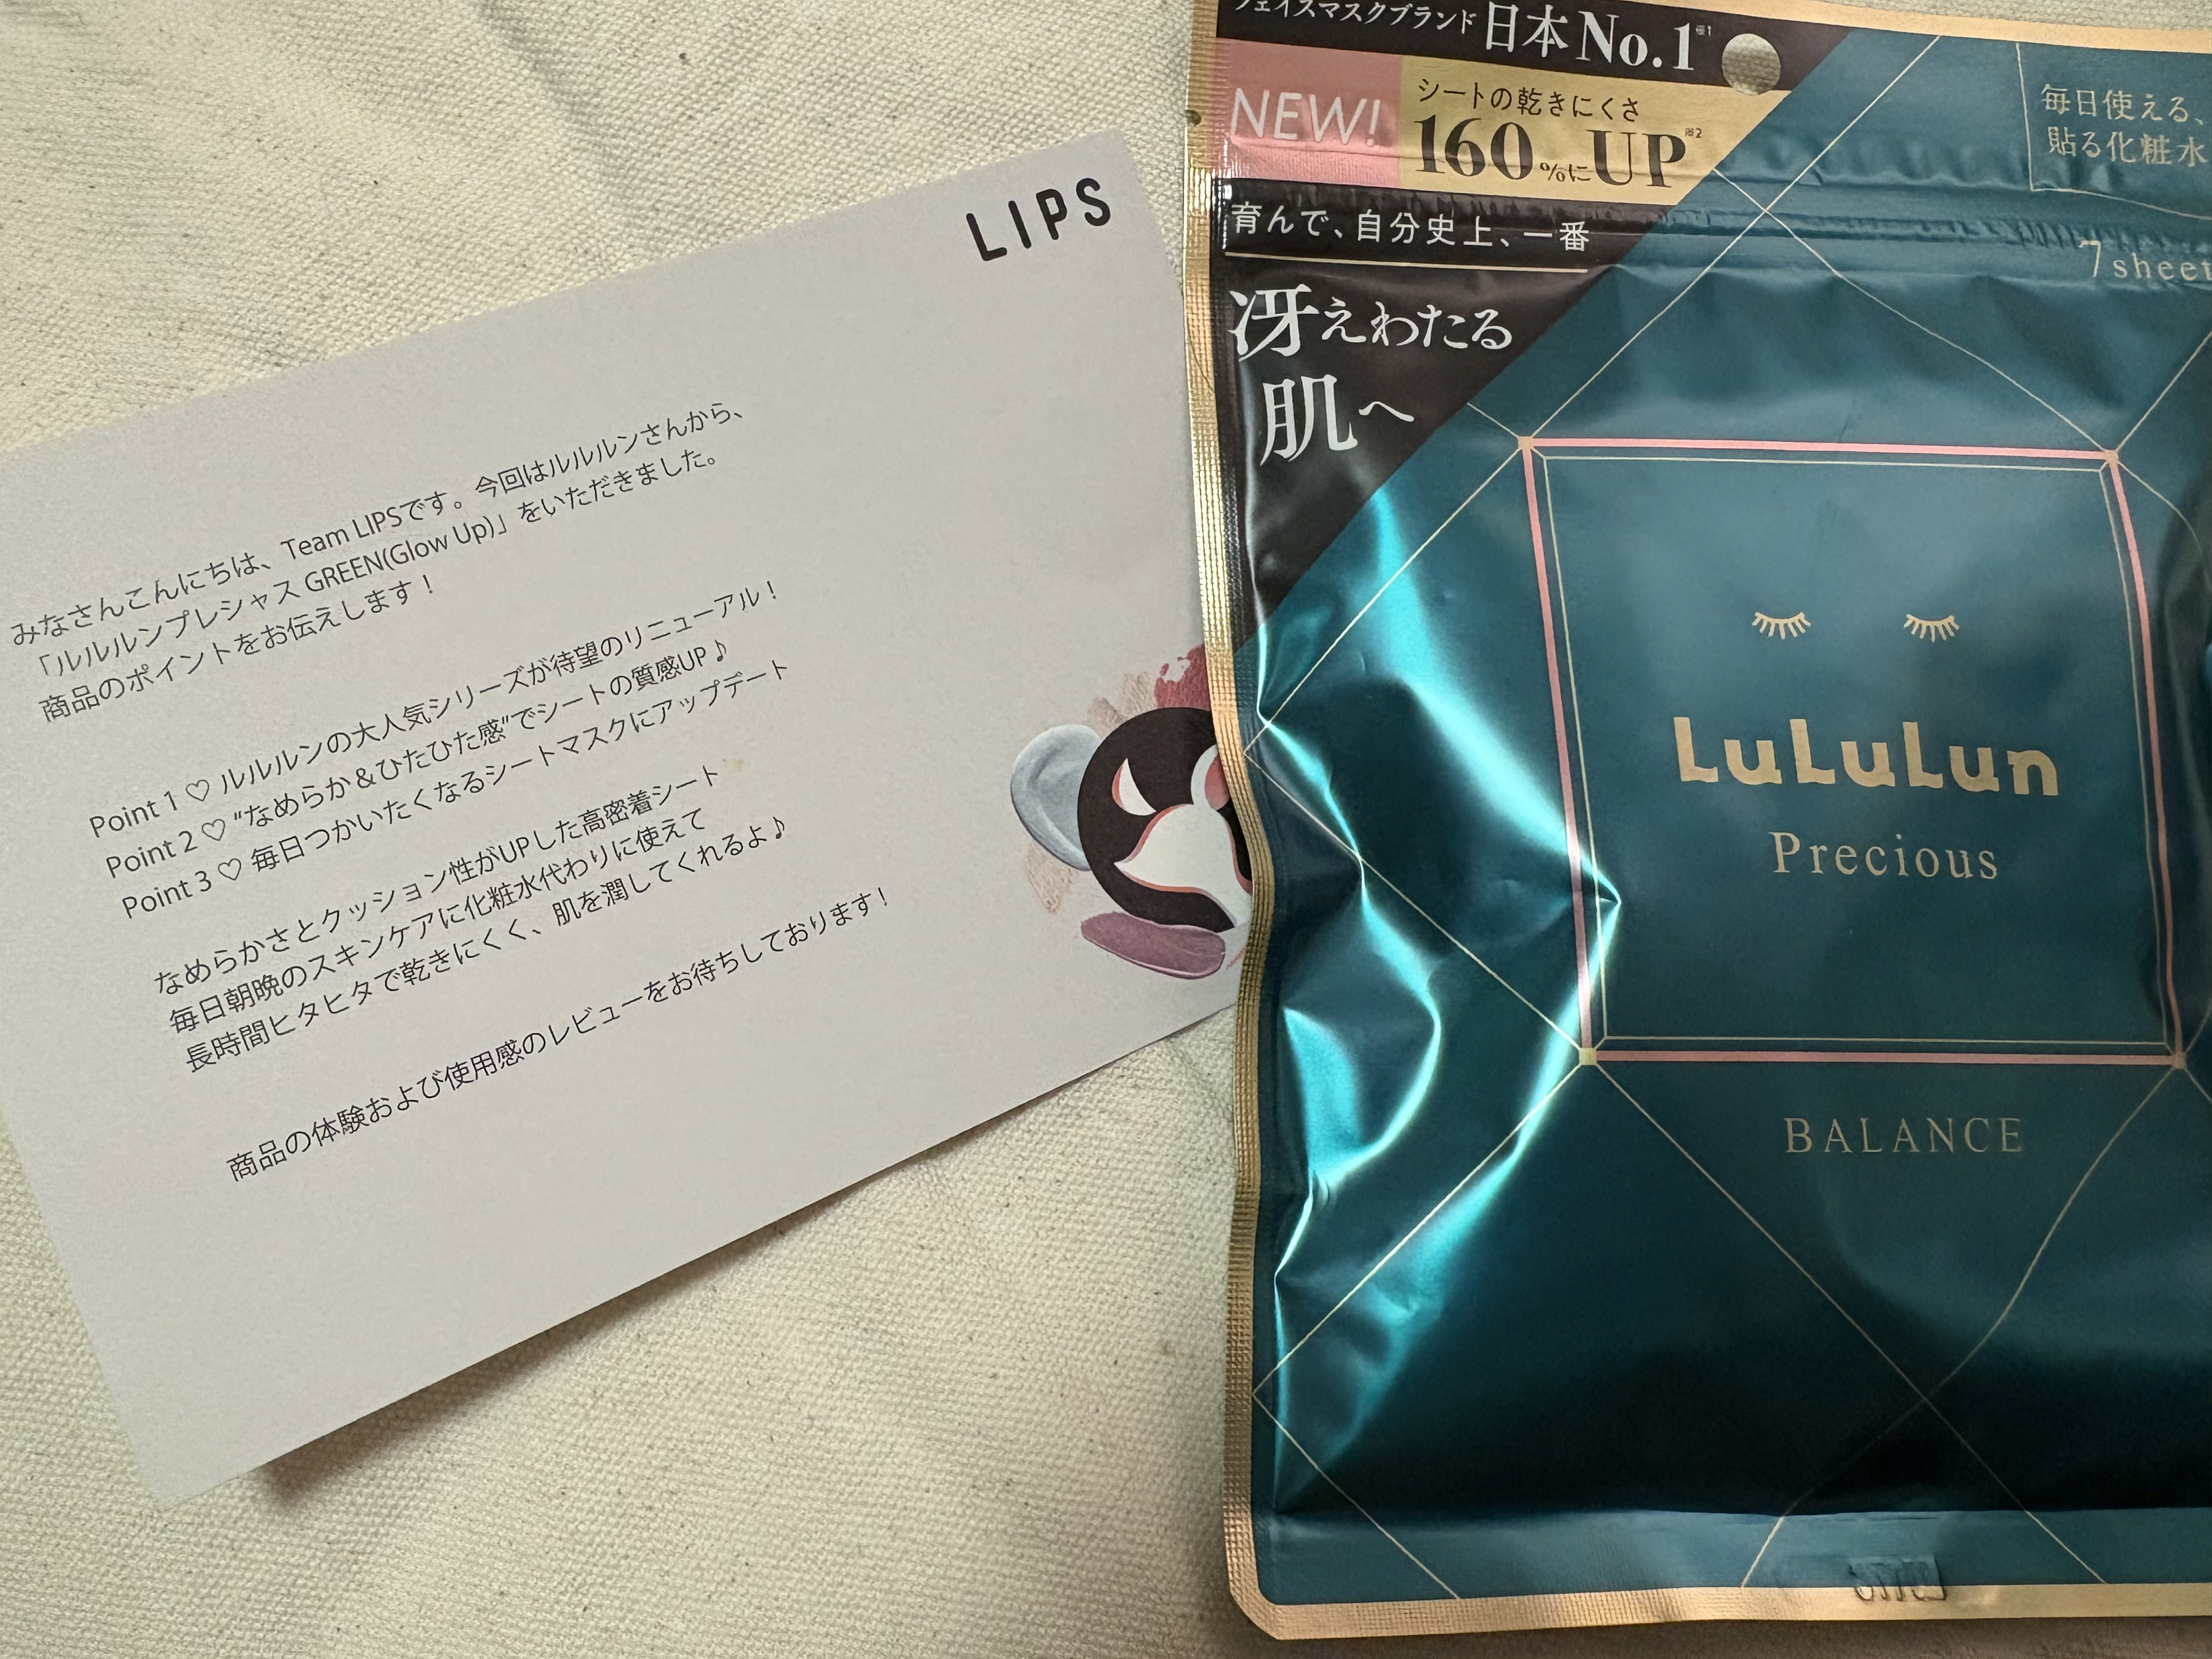 LIPS
みなさんこんにちは、Team LIPSです。今回はルルルンさんから、
「ルルルンプレシャス GREEN(Glow Up)」をいただきました。
商品のポイントをお伝えします！
Point 1 ♡ ルルルンの大人気シリーズが待望のリニューアル！
Point 2 ♡ "なめらか＆ひたひた感"でシートの質感UP♪
Point 3 ♡ 毎日つかいたくなるシートマスクにアップデート
なめらかさとクッション性がUPした高密着シート
毎日朝晩のスキンケアに化粧水代わりに使えて
長時間ヒタヒタで乾きにくく、肌を潤してくれるよ♪
商品の体験および使用感のレビューをお待ちしております！
フェイスマスクブランド 日本No.1※1
NEW!
シートの乾きにくさ
160%にUP※2
育んで、自分史上、一番
冴えわたる
肌へ
毎日使える、
貼る化粧水
7sheet
LuLuLun
Precious
BALANCE